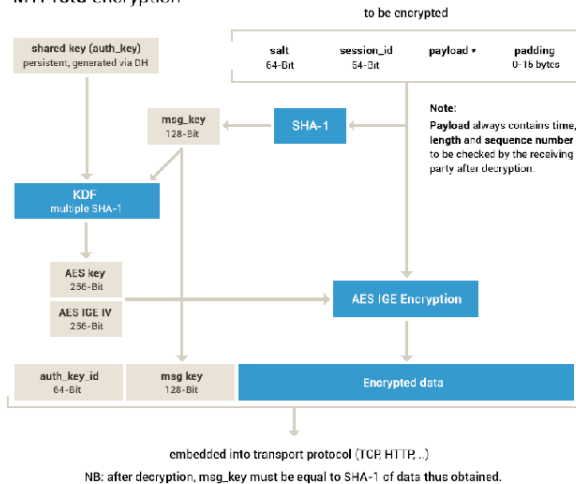 MTProto encryption
to be encrypted
shared key (auth_key)
persistent, generated via DH
salt
64-Bit
session_id
64-Bit
payload
padding
0-15 bytes
msg_key
128-Bit
SHA-1
Note:
Payload always contains time,
length and sequence number
to be checked by the receiving
party after decryption.
KDF
multiple SHA-1
AES key
256-Bit
AES IGE IV
256-Bit
AES IGE Encryption
auth_key_id
64-Bit
msg key
128-Bit
Encrypted data
embedded into transport protocol (TCP, HTTP, ..)
NB: after decryption, msg_key must be equal to SHA-1 of data thus obtained.